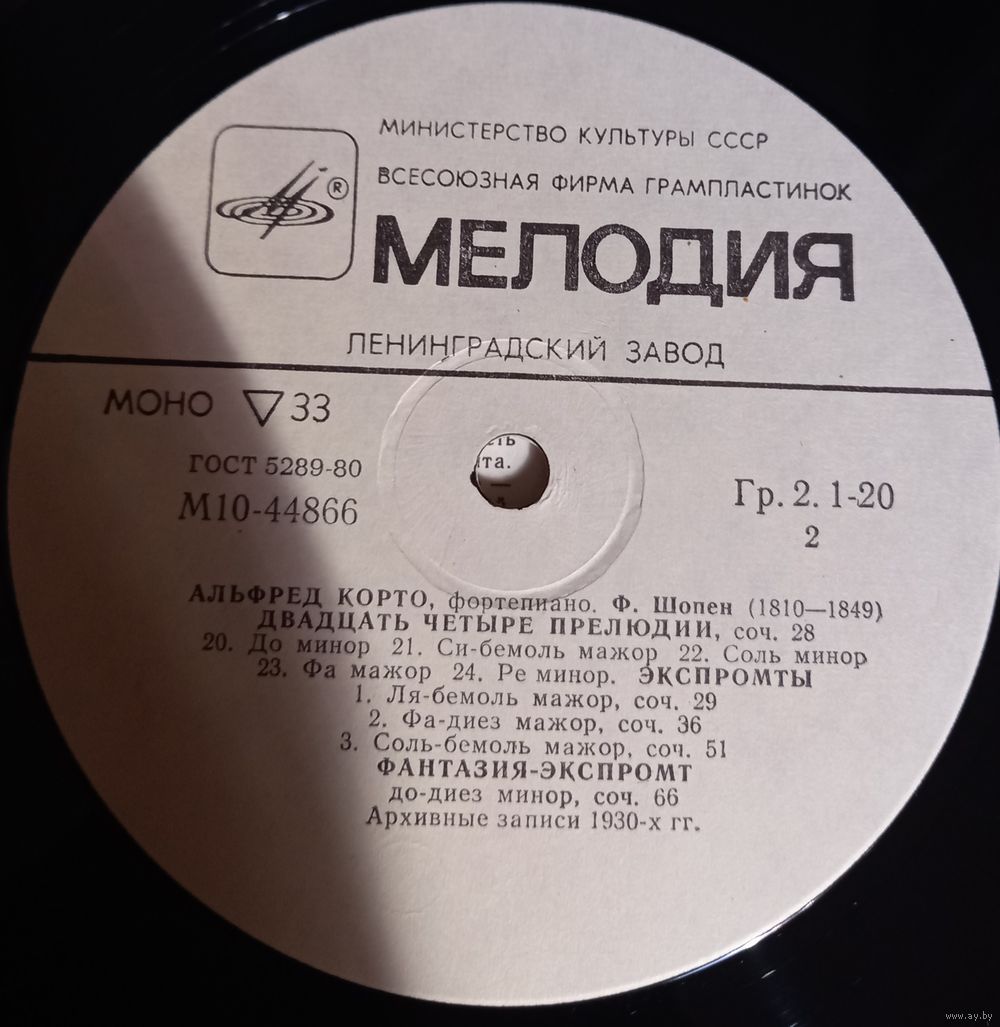 МИНИСТЕРСТВО КУЛЬТУРЫ СССР
ВСЕСОЮЗНАЯ ФИРМА ГРАМПЛАСТИНОК
®
МЕЛОДИЯ
ЛЕНИНГРАДСКИЙ ЗАВОД
МОНО ▽ 33
ГОСТ 5289-80
М10-44866
Гр. 2. 1-20
2
АЛЬФРЕД КОРТО, фортепиано. Ф. Шопен (1810—1849)
ДВАДЦАТЬ ЧЕТЫРЕ ПРЕЛЮДИИ, соч. 28
20. До минор 21. Си-бемоль мажор 22. Соль минор
23. Фа мажор 24. Ре минор. ЭКСПРОМТЫ
1. Ля-бемоль мажор, соч. 29
2. Фа-диез мажор, соч. 36
3. Соль-бемоль мажор, соч. 51
ФАНТАЗИЯ-ЭКСПРОМТ
до-диез минор, соч. 66
Архивные записи 1930-х гг.
www.ay.by